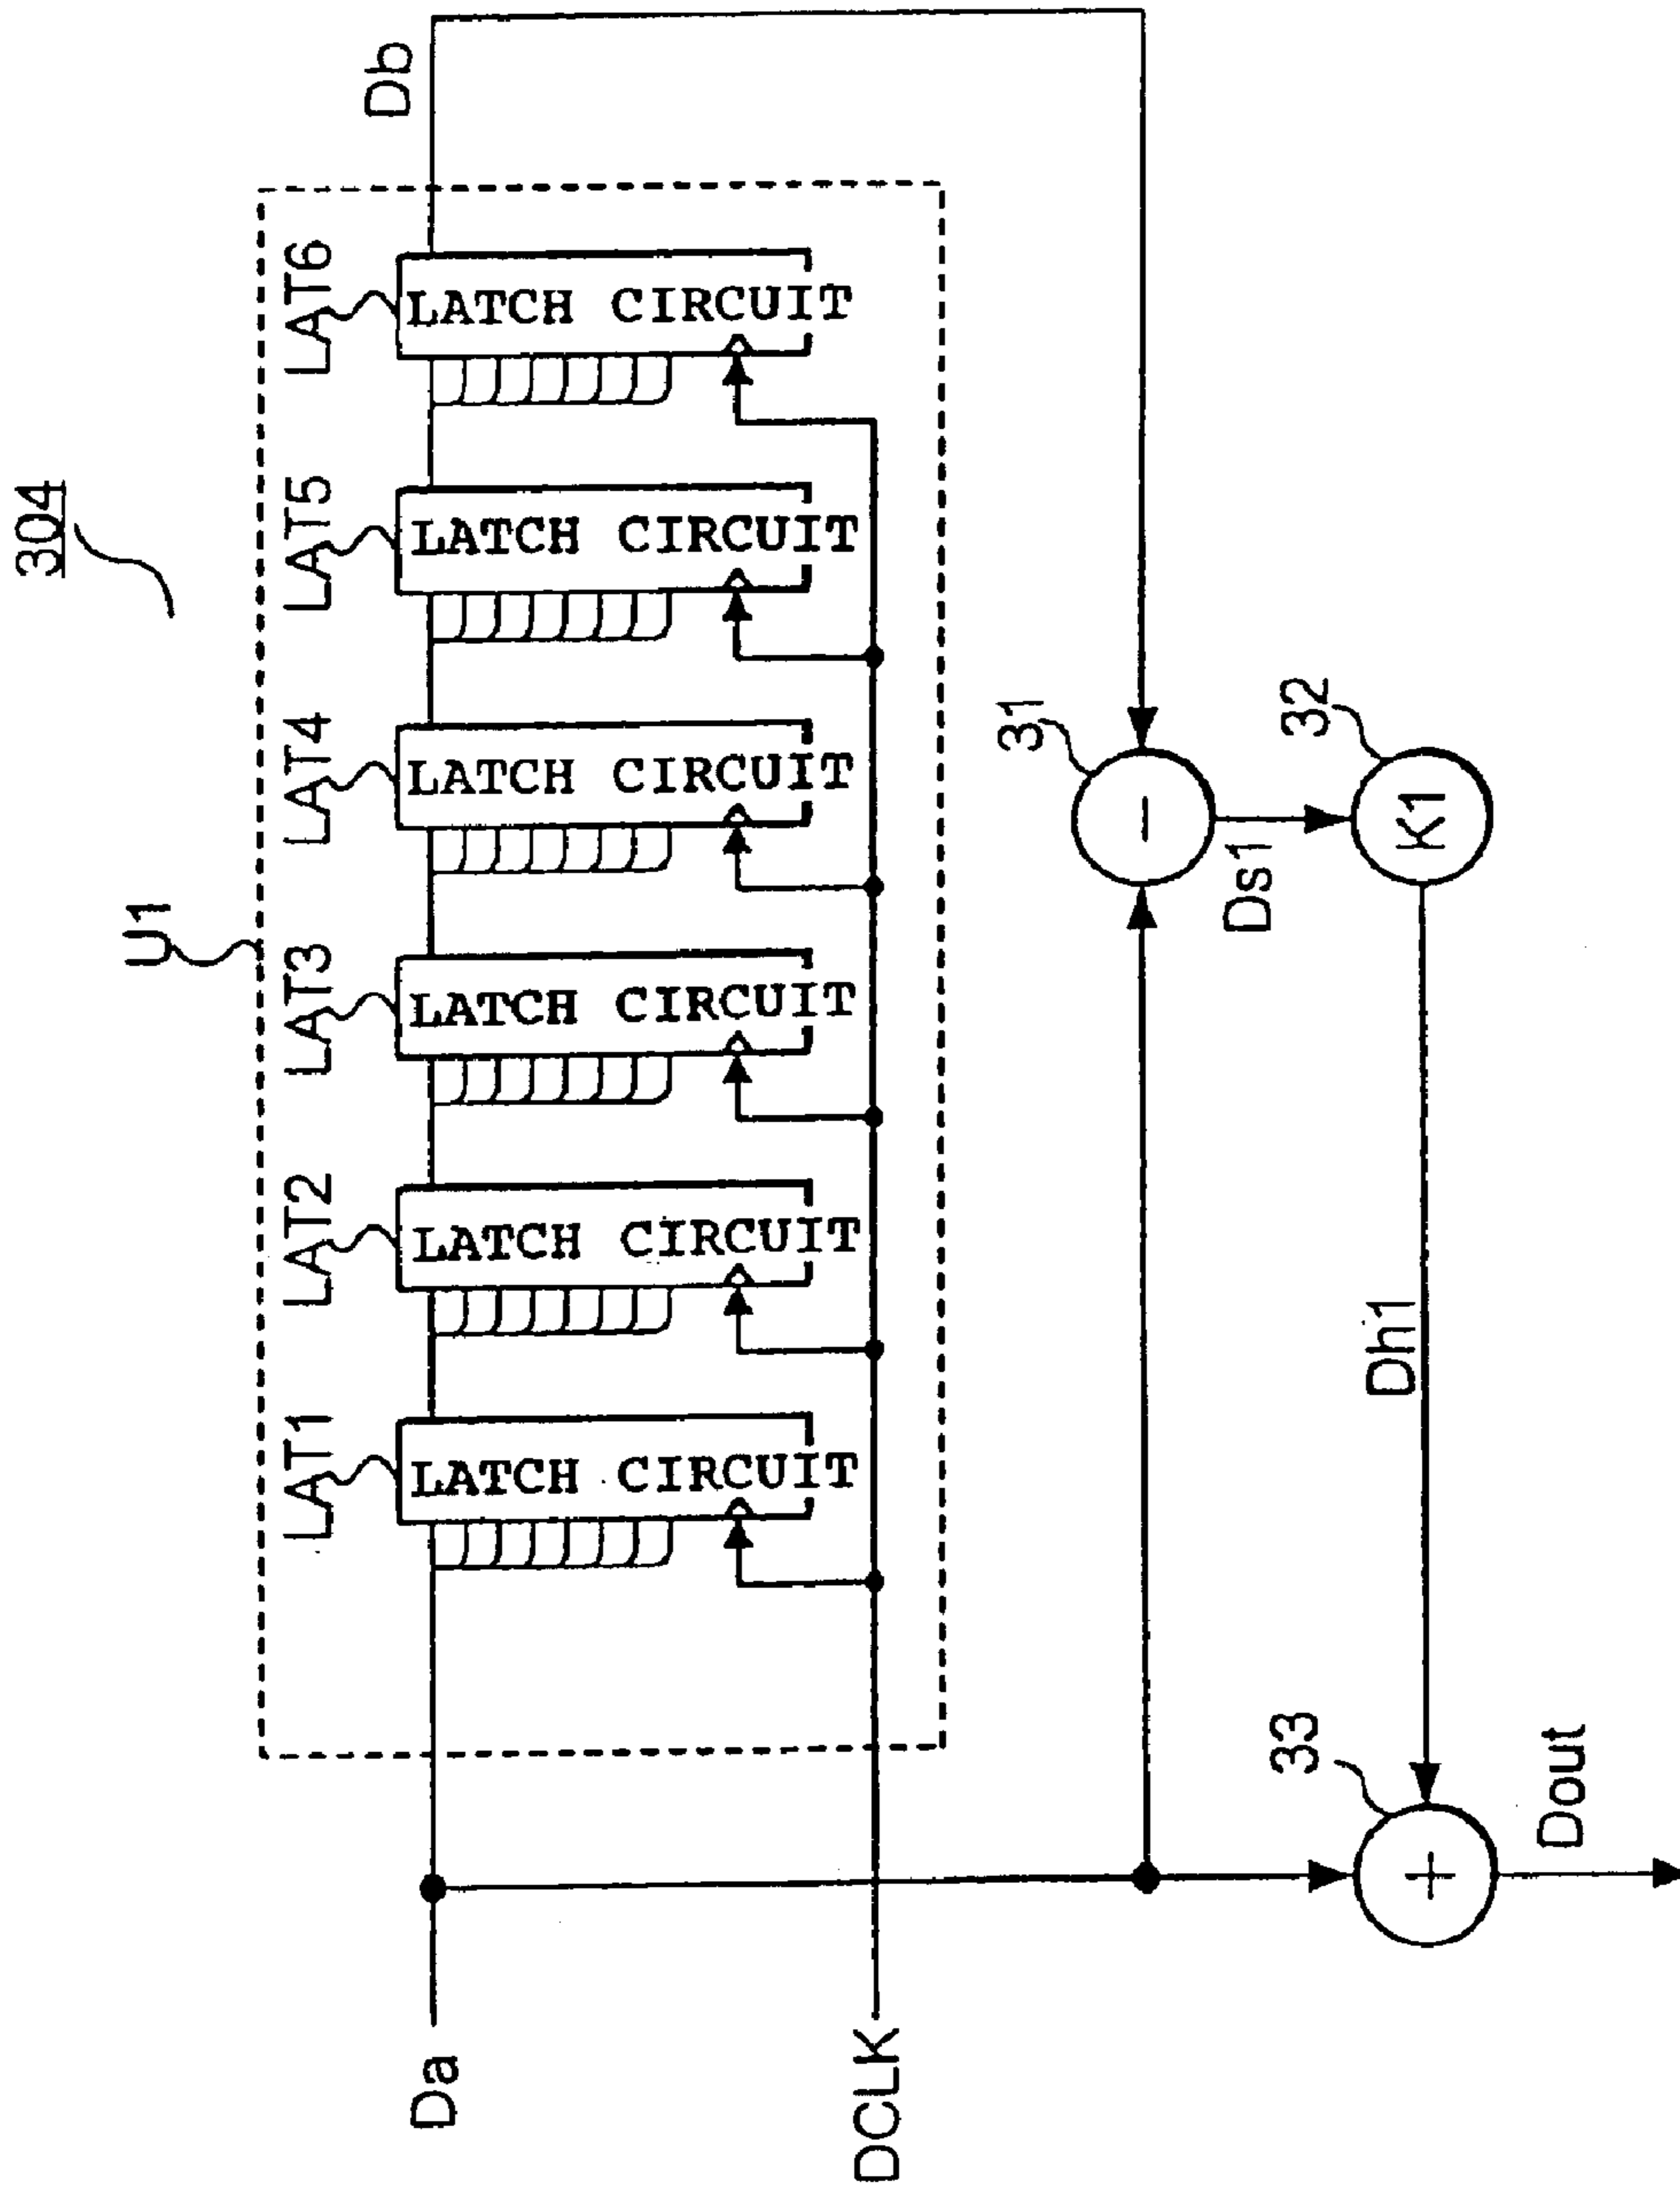 304
U1
LAT1
LAT2
LAT3
LAT4
LAT5
LAT6
LATCH CIRCUIT
LATCH CIRCUIT
LATCH CIRCUIT
LATCH CIRCUIT
LATCH CIRCUIT
LATCH CIRCUIT
Da
Db
DCLK
31
−
Ds1
32
K1
Dh1
33
+
Dout